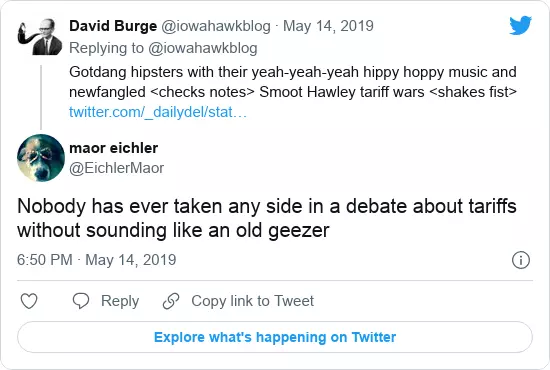 David Burge @iowahawkblog · May 14, 2019
Replying to @iowahawkblog
Gotdang hipsters with their yeah-yeah-yeah hippy hoppy music and
newfangled <checks notes> Smoot Hawley tariff wars <shakes fist>
twitter.com/_dailydel/stat…
maor eichler
@EichlerMaor
Nobody has ever taken any side in a debate about tariffs
without sounding like an old geezer
6:50 PM · May 14, 2019
Reply
Copy link to Tweet
Explore what's happening on Twitter